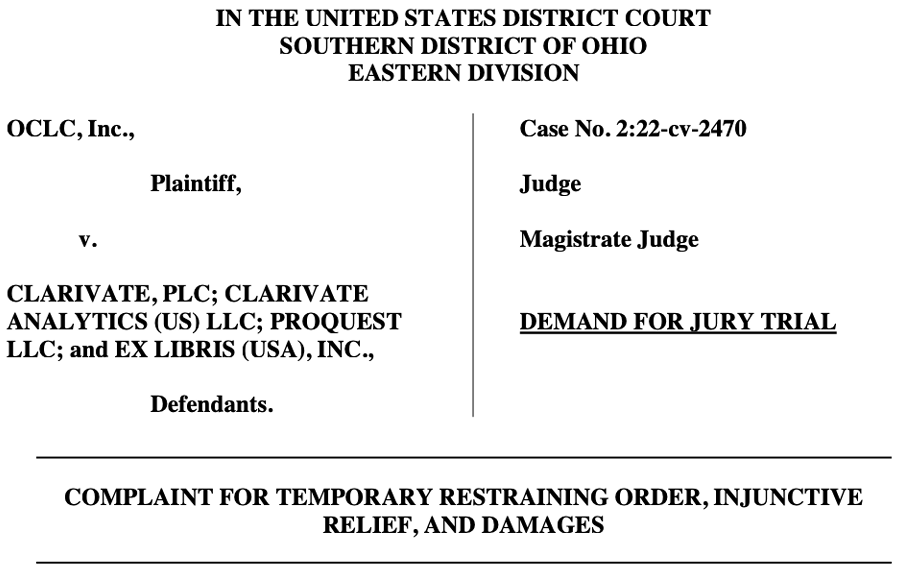 IN THE UNITED STATES DISTRICT COURT
SOUTHERN DISTRICT OF OHIO
EASTERN DIVISION
OCLC, Inc.,
Plaintiff,
v.
CLARIVATE, PLC; CLARIVATE
ANALYTICS (US) LLC; PROQUEST
LLC; and EX LIBRIS (USA), INC.,
Defendants.
Case No. 2:22-cv-2470
Judge
Magistrate Judge
DEMAND FOR JURY TRIAL
COMPLAINT FOR TEMPORARY RESTRAINING ORDER, INJUNCTIVE
RELIEF, AND DAMAGES